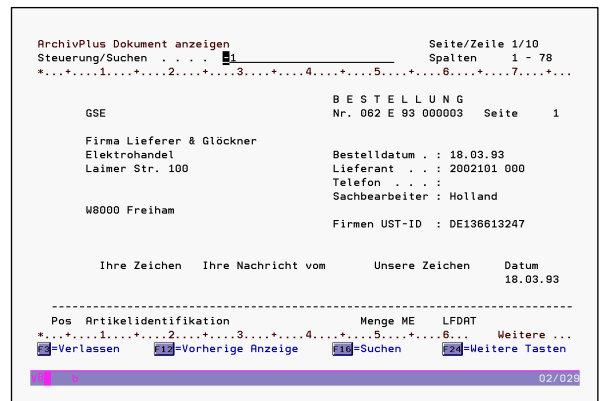 ArchivPlus Dokument anzeigen Seite/Zeile 1/10
Steuerung/Suchen . . . . -1 Spalten 1 - 78
*...+....1....+....2....+....3....+....4....+....5....+....6....+....7....+...
B E S T E L L U N G
GSE Nr. 062 E 93 000003 Seite 1
Firma Lieferer & Glöckner
Elektrohandel Bestelldatum . : 18.03.93
Laimer Str. 100 Lieferant . . : 2002101 000
Telefon . . . :
Sachbearbeiter : Holland
W8000 Freiham
Firmen UST-ID : DE136613247
Ihre Zeichen Ihre Nachricht vom Unsere Zeichen Datum
18.03.93
--------------------------------------------------------------------------
Pos Artikelidentifikation Menge ME LFDAT
*...+....1....+....2....+....3....+....4....+....5....+....6... Weitere ...
F3=Verlassen F12=Vorherige Anzeige F16=Suchen F24=Weitere Tasten
b 02/029